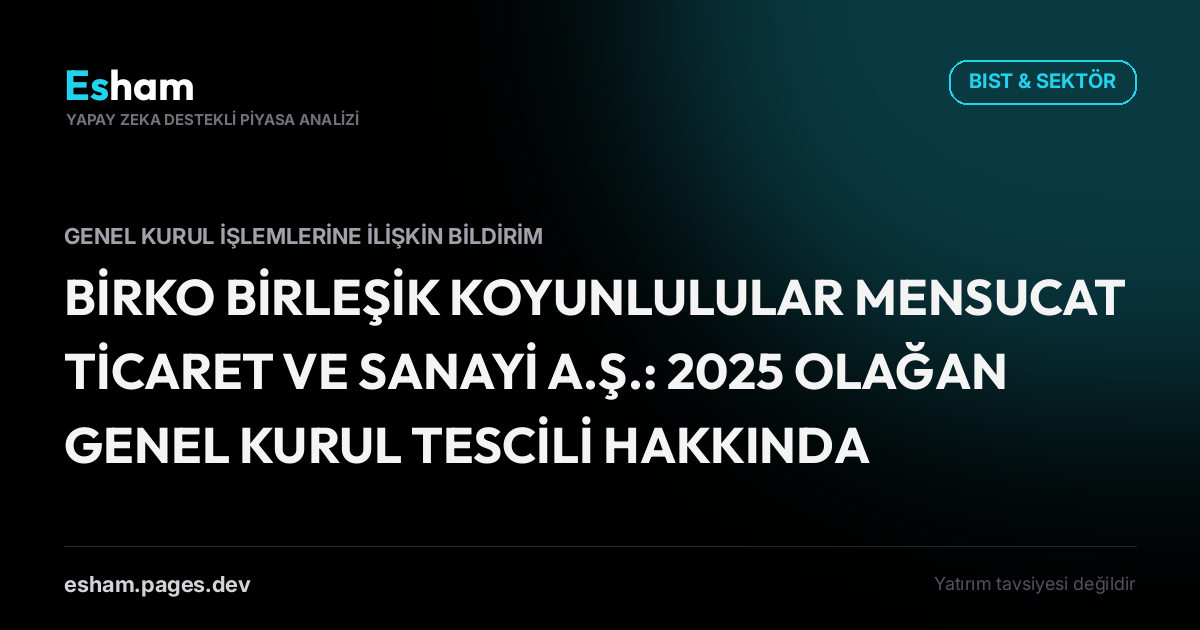 Esham
BIST & SEKTÖR
YAPAY ZEKA DESTEKLİ PİYASA ANALİZİ
GENEL KURUL İŞLEMLERİNE İLİŞKİN BİLDİRİM
BİRKO BİRLEŞİK KOYUNLULULAR MENSUCAT
TİCARET VE SANAYİ A.Ş.: 2025 OLAĞAN
GENEL KURUL TESCİLİ HAKKINDA
esham.pages.dev
Yatırım tavsiyesi değildir